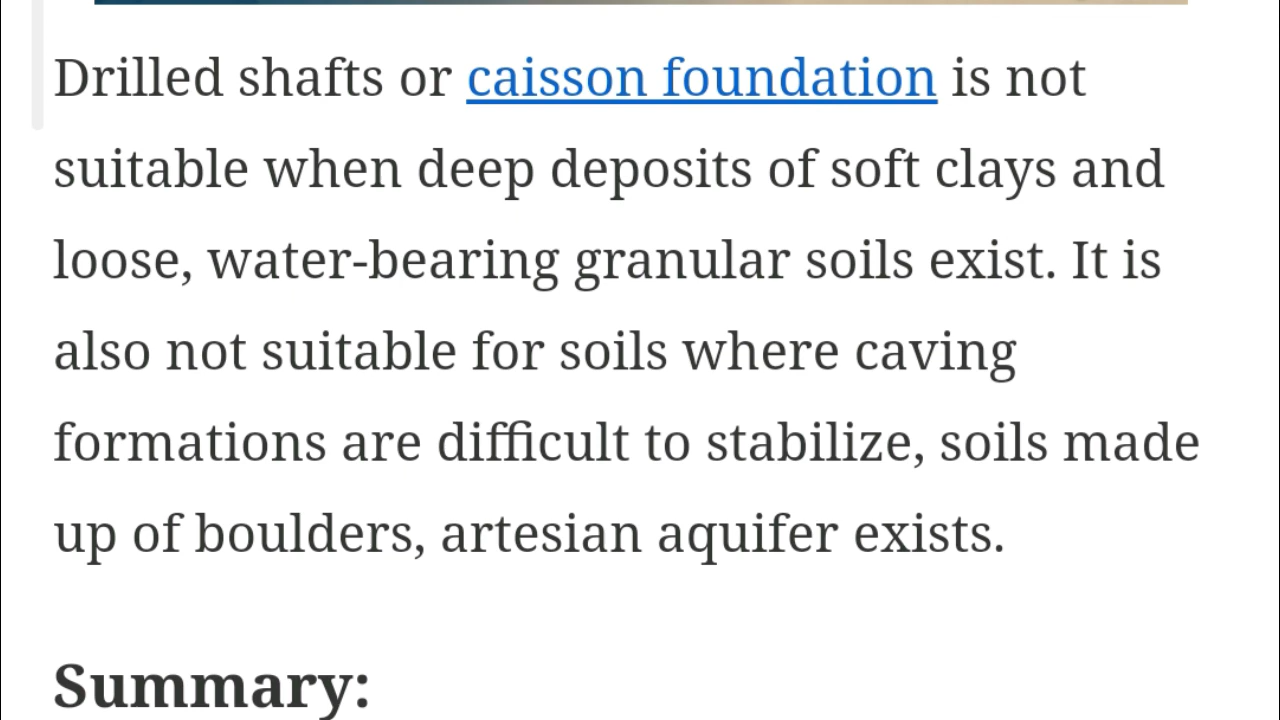 Drilled shafts or caisson foundation is not
suitable when deep deposits of soft clays and
loose, water-bearing granular soils exist. It is
also not suitable for soils where caving
formations are difficult to stabilize, soils made
up of boulders, artesian aquifer exists.
Summary: